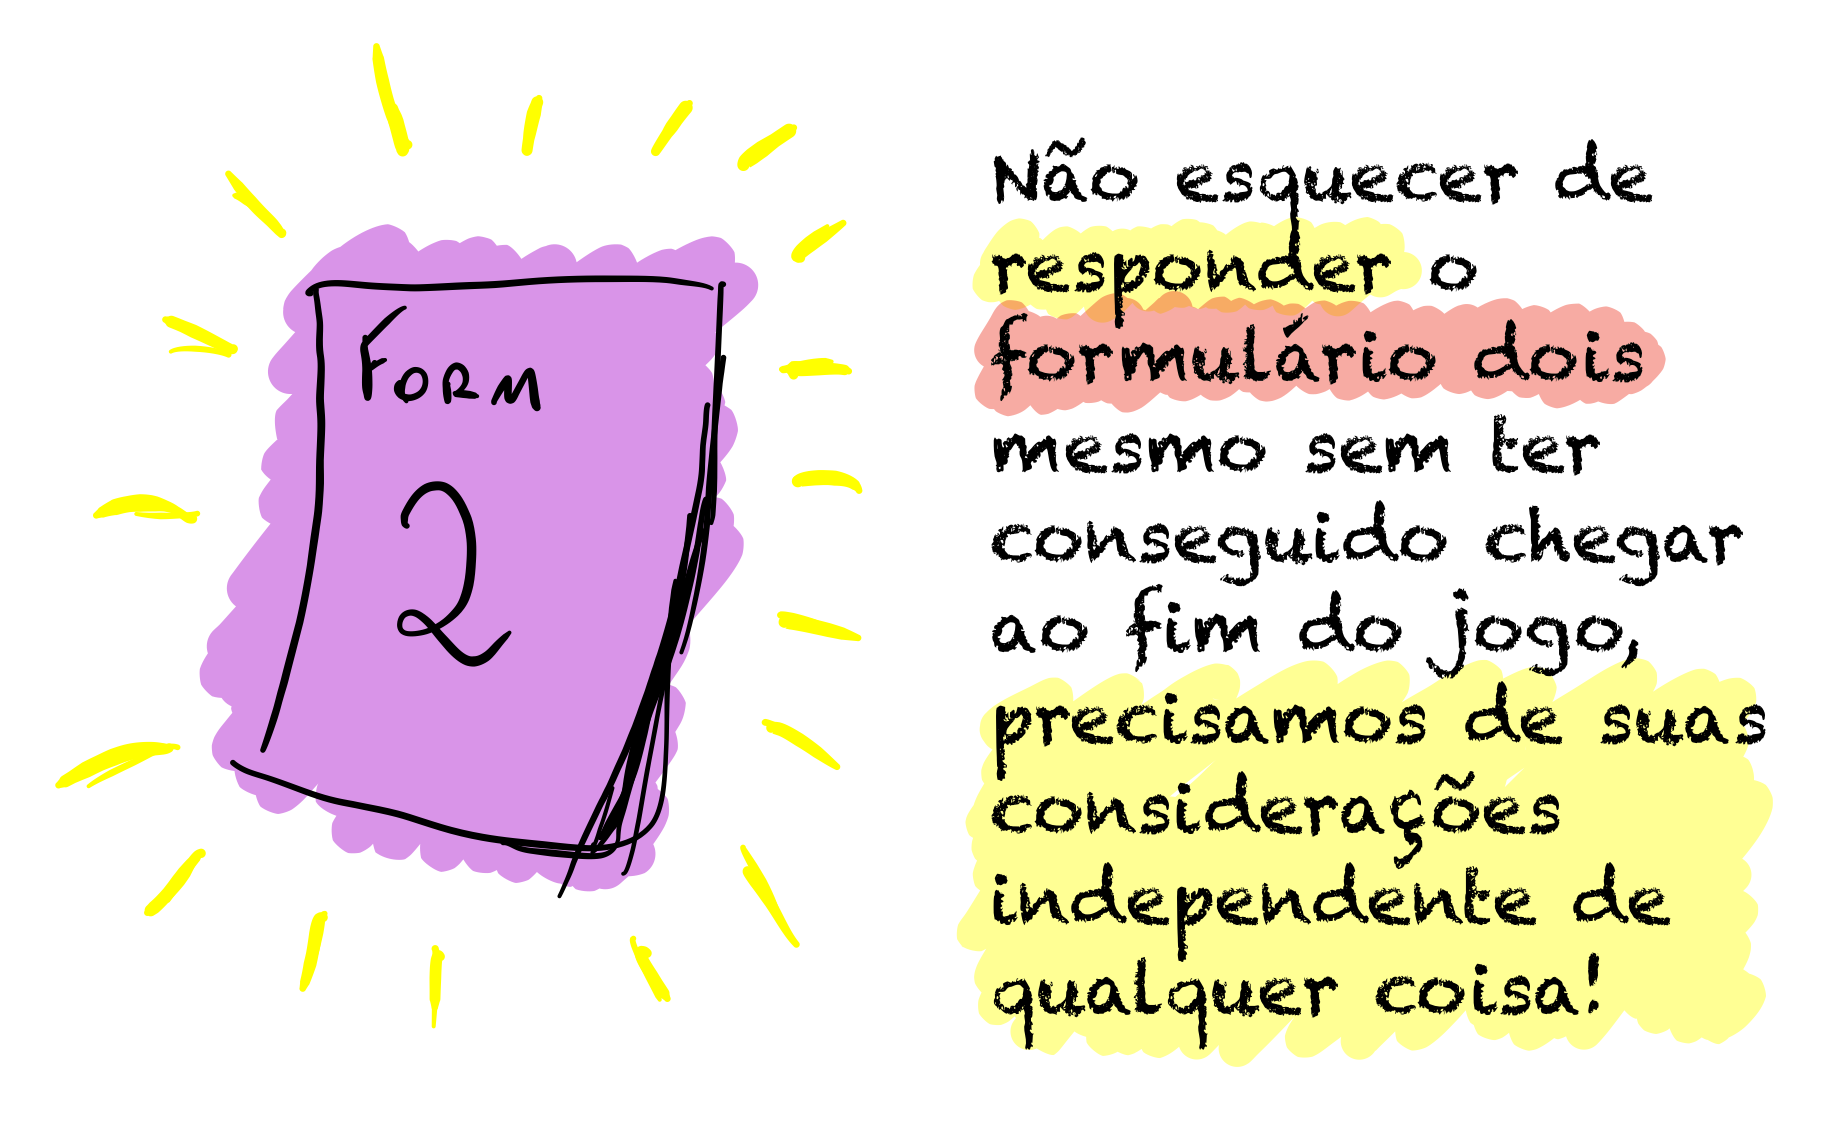 FORM
2
Não esquecer de
responder o
formulário dois
mesmo sem ter
conseguido chegar
ao fim do jogo,
precisamos de suas
considerações
independente de
qualquer coisa!